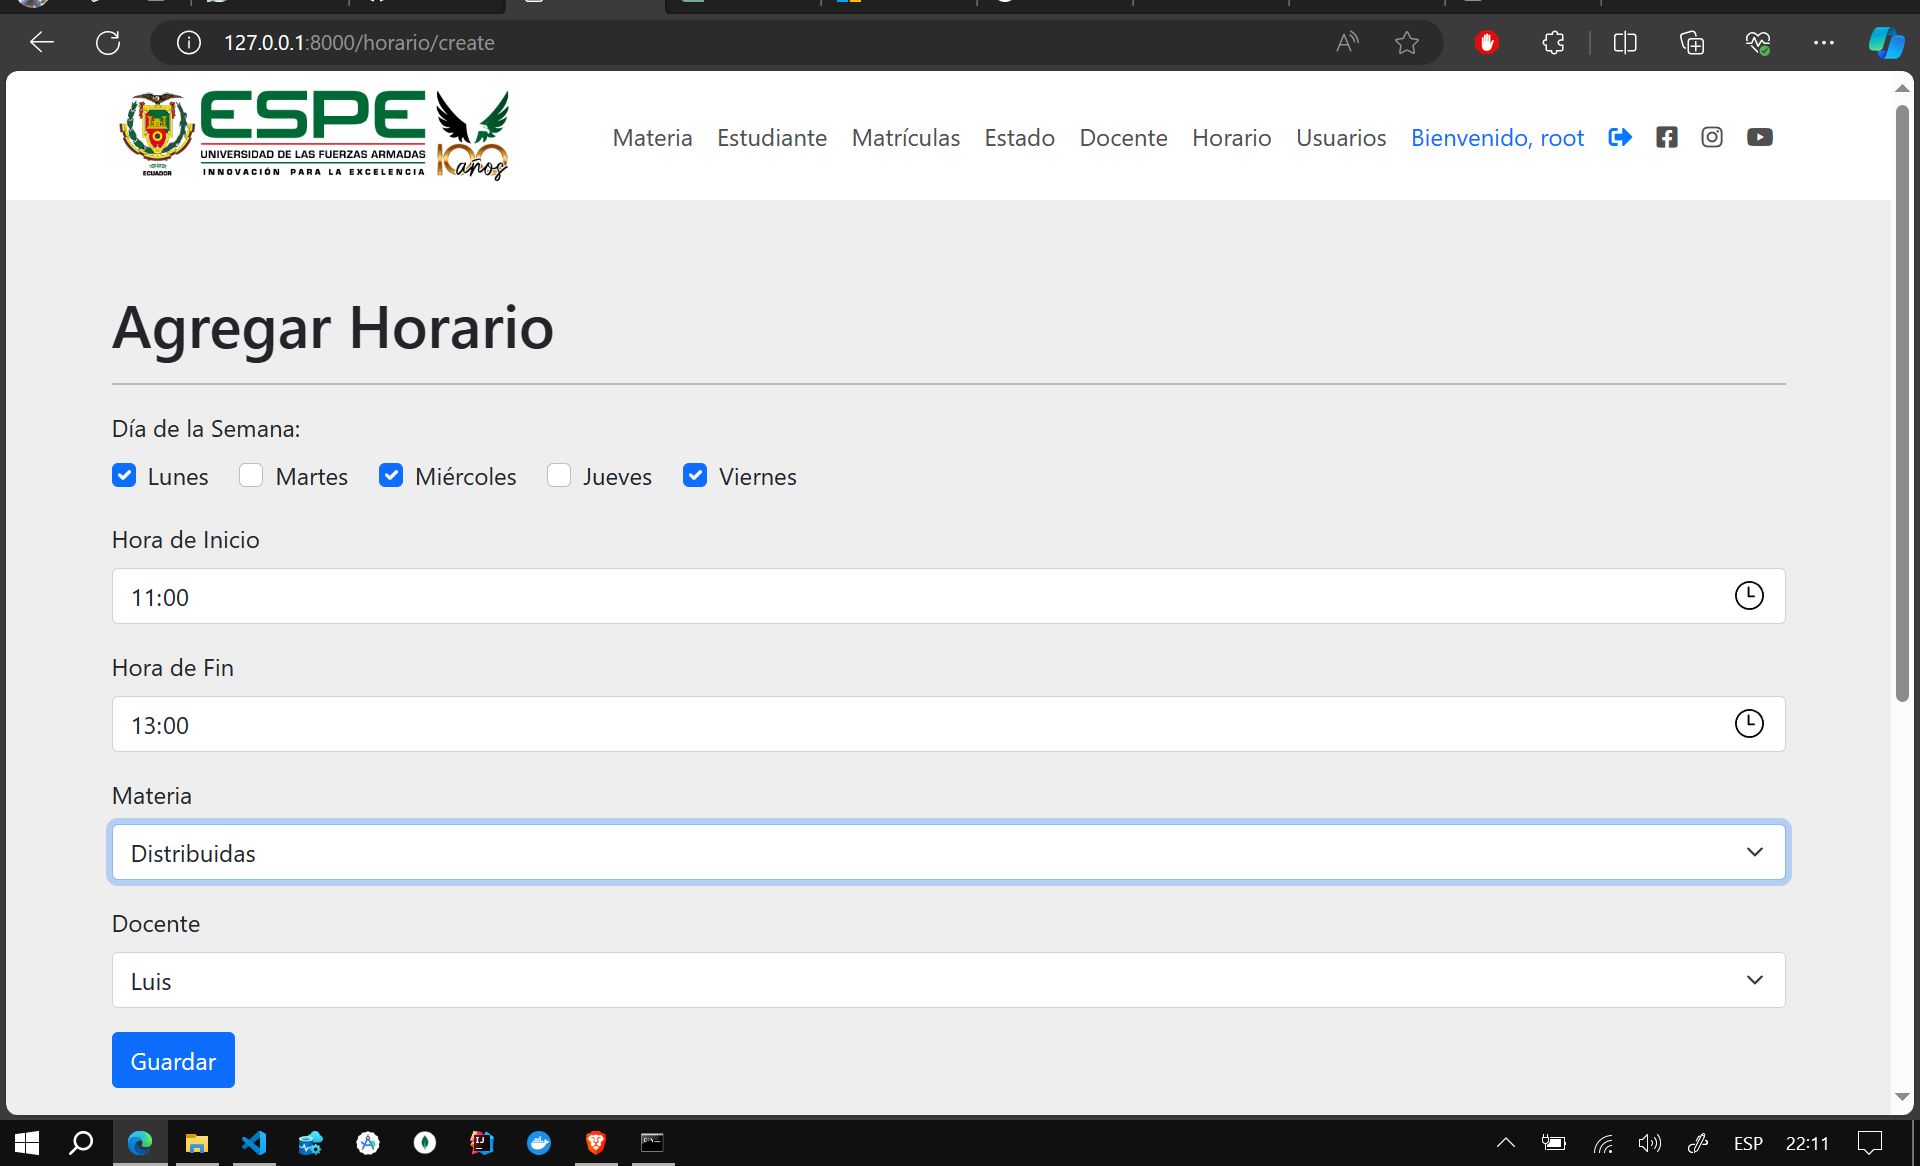 127.0.0.1:8000/horario/create
ESPE
UNIVERSIDAD DE LAS FUERZAS ARMADAS
INNOVACIÓN PARA LA EXCELENCIA
ECUADOR
100 años
Materia Estudiante Matrículas Estado Docente Horario Usuarios Bienvenido, root
Agregar Horario
Día de la Semana:
Lunes Martes Miércoles Jueves Viernes
Hora de Inicio
11:00
Hora de Fin
13:00
Materia
Distribuidas
Docente
Luis
Guardar
ESP 22:11